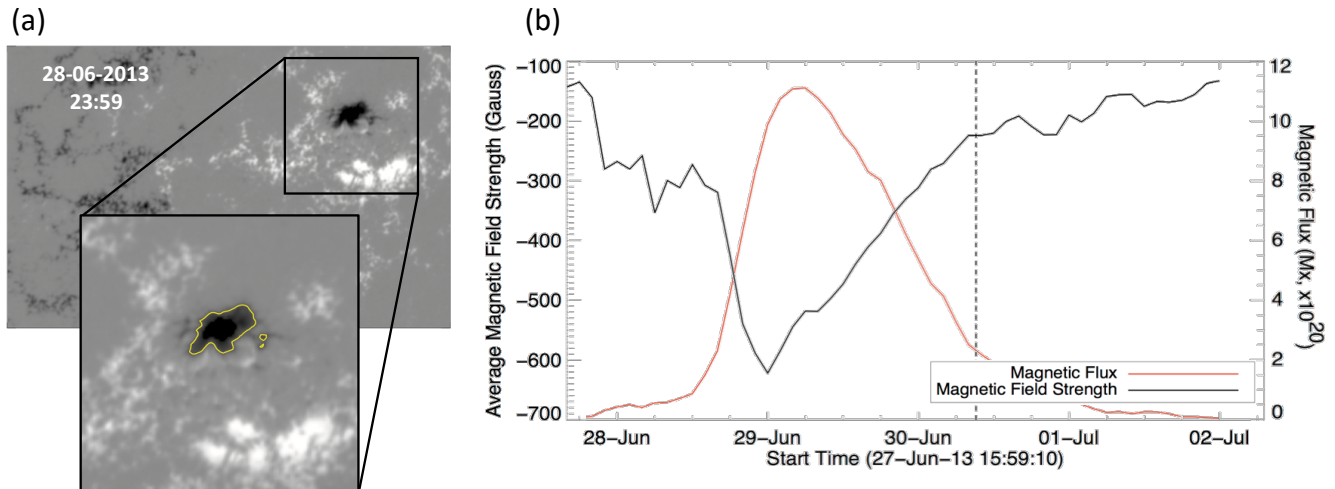 (a)
28-06-2013
23:59
(b)
Average Magnetic Field Strength (Gauss)
-100
-200
-300
-400
-500
-600
-700
12
10
8
6
4
2
0
Magnetic Flux (Mx, x10²⁰)
Magnetic Flux
Magnetic Field Strength
28-Jun
29-Jun
30-Jun
01-Jul
02-Jul
Start Time (27-Jun-13 15:59:10)